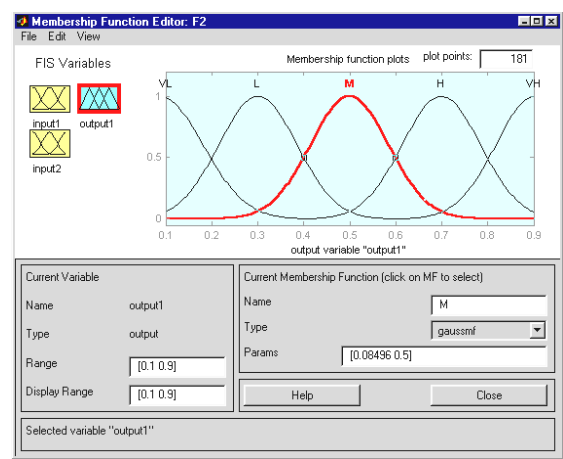 Membership Function Editor: F2
File Edit View
FIS Variables
Membership function plots
plot points:
181
input1
output1
input2
VL
L
M
H
VH
1
0.5
0
0.1 0.2 0.3 0.4 0.5 0.6 0.7 0.8 0.9
output variable "output1"
Current Variable
Name output1
Type output
Range [0.1 0.9]
Display Range [0.1 0.9]
Current Membership Function (click on MF to select)
Name M
Type gaussmf
Params [0.08496 0.5]
Help
Close
Selected variable "output1"